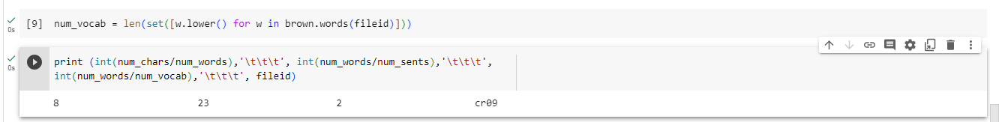 0s
[9] num_vocab = len(set([w.lower() for w in brown.words(fileid)]))
0s
print (int(num_chars/num_words),'\t\t\t', int(num_words/num_sents),'\t\t\t',
int(num_words/num_vocab),'\t\t\t', fileid)
8 23 2 cr09